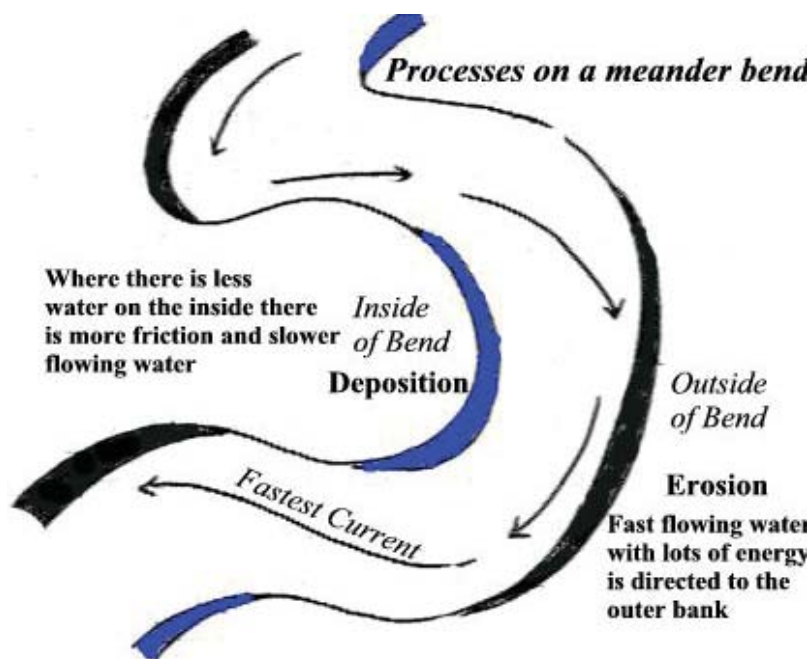 Processes on a meander bend
Where there is less
water on the inside there
is more friction and slower
flowing water
Inside
of Bend
Deposition
Outside
of Bend
Erosion
Fast flowing water
with lots of energy
is directed to the
outer bank
Fastest Current